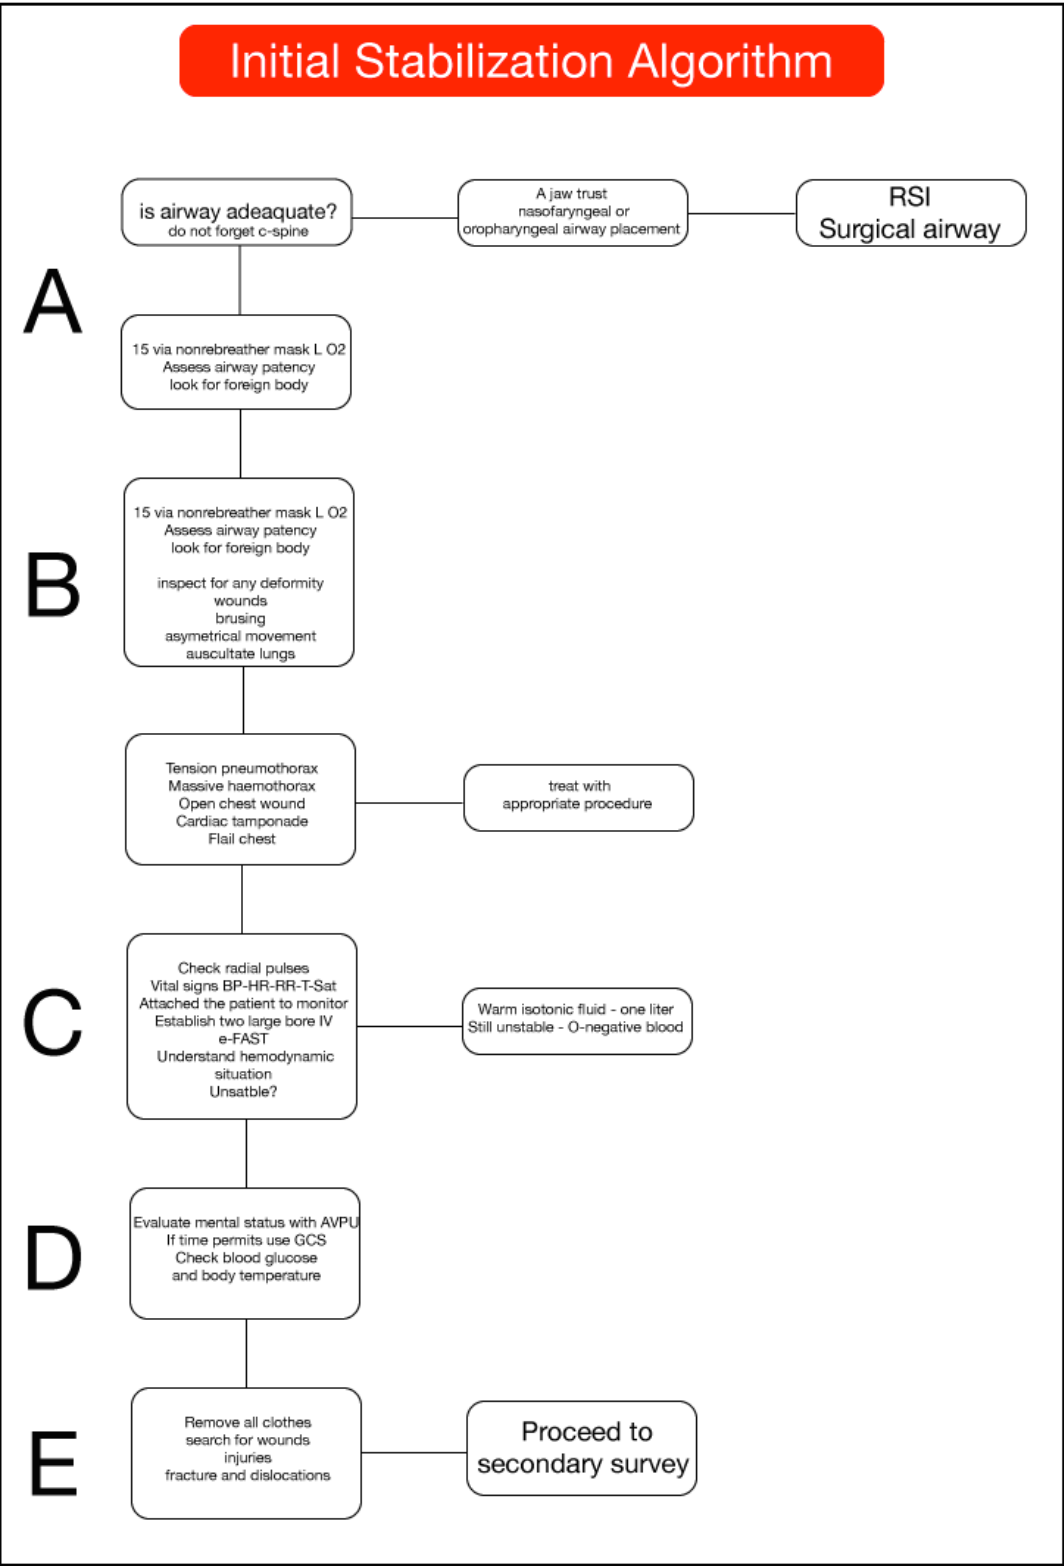 Initial Stabilization Algorithm
is airway adeaquate?
do not forget c-spine
A jaw trust
nasofaryngeal or
oropharyngeal airway placement
RSI
Surgical airway
A
15 via nonrebreather mask L O2
Assess airway patency
look for foreign body
B
15 via nonrebreather mask L O2
Assess airway patency
look for foreign body
inspect for any deformity
wounds
brusing
asymetrical movement
auscultate lungs
Tension pneumothorax
Massive haemothorax
Open chest wound
Cardiac tamponade
Flail chest
treat with
appropriate procedure
C
Check radial pulses
Vital signs BP-HR-RR-T-Sat
Attached the patient to monitor
Establish two large bore IV
e-FAST
Understand hemodynamic
situation
Unsatble?
Warm isotonic fluid - one liter
Still unstable - O-negative blood
D
Evaluate mental status with AVPU
If time permits use GCS
Check blood glucose
and body temperature
E
Remove all clothes
search for wounds
injuries
fracture and dislocations
Proceed to
secondary survey